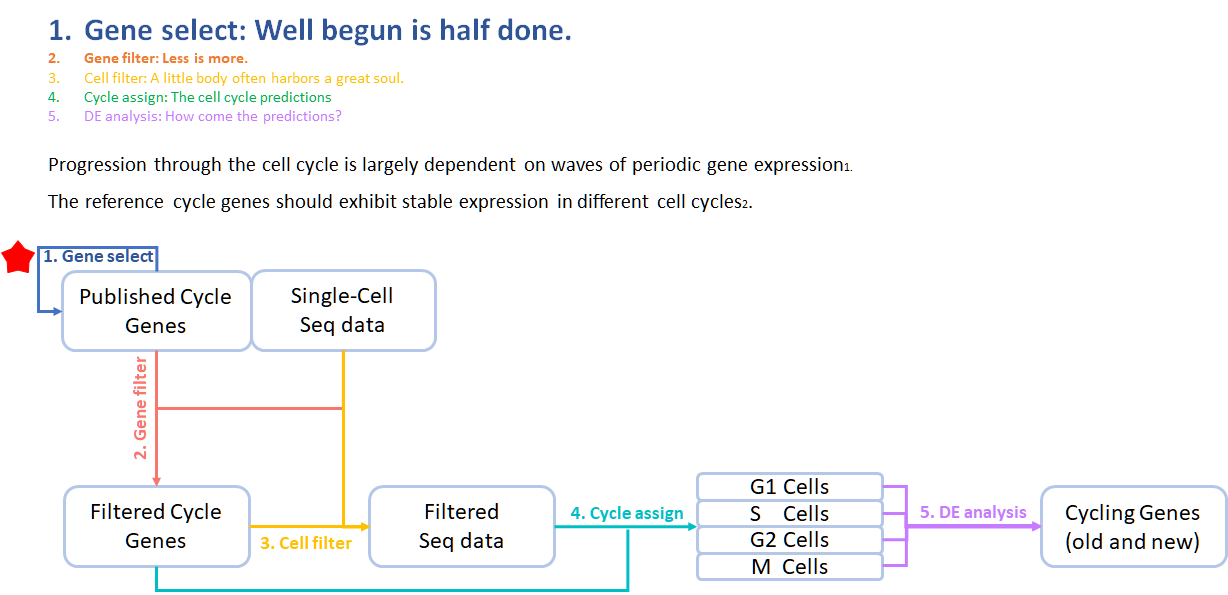 1. Gene select: Well begun is half done.
2. Gene filter: Less is more.
3. Cell filter: A little body often harbors a great soul.
4. Cycle assign: The cell cycle predictions
5. DE analysis: How come the predictions?
Progression through the cell cycle is largely dependent on waves of periodic gene expression1.
The reference cycle genes should exhibit stable expression in different cell cycles2.
1. Gene select
Published Cycle
Genes
Single-Cell
Seq data
2. Gene filter
Filtered Cycle
Genes
3. Cell filter
Filtered
Seq data
4. Cycle assign
G1 Cells
S Cells
G2 Cells
M Cells
5. DE analysis
Cycling Genes
(old and new)